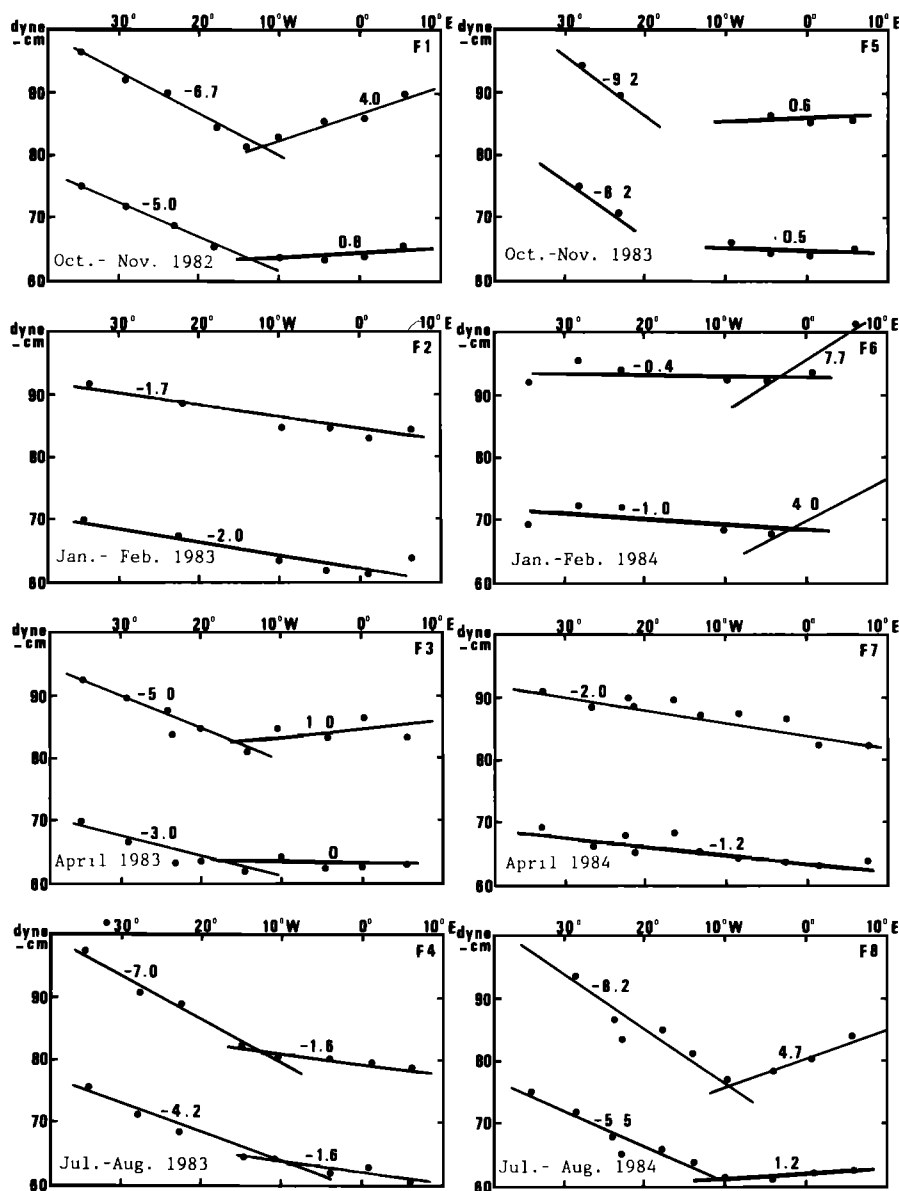 dyne 30° 20° 10°W 0° 10° E
-cm F1
90
-6.7 4.0
80
70
-5.0 0.8
60 Oct.- Nov. 1982
dyne 30° 20° 10°W 0° 10° E
-cm F5
90
-9 2 0.6
80
70
-6 2 0.5
60 Oct.-Nov. 1983
30° 20° 10°W 0° 10° E
F2
90
-1.7
80
70
-2.0
60 Jan.- Feb. 1983
30° 20° 10°W 0° 10° E
F6
90
-0.4 7.7
80
70
-1.0 4 0
60 Jan.-Feb. 1984
dyne 30° 20° 10°W 0° 10° E
-cm F3
90
-5 0 1 0
80
70
-3.0 0
60 April 1983
dyne 30° 20° 10°W 0° 10° E
-cm F7
90
-2.0
80
70
-1.2
60 April 1984
dyne 30° 20° 10°W 0° 10° E
-cm F4
90
-7.0
80
-1.6
70
-4.2 -1.6
60 Jul.-Aug. 1983
dyne 30° 20° 10°W 0° 10° E
-cm F8
90
-8.2
80
4.7
70
-5 5 1.2
60 Jul.- Aug. 1984